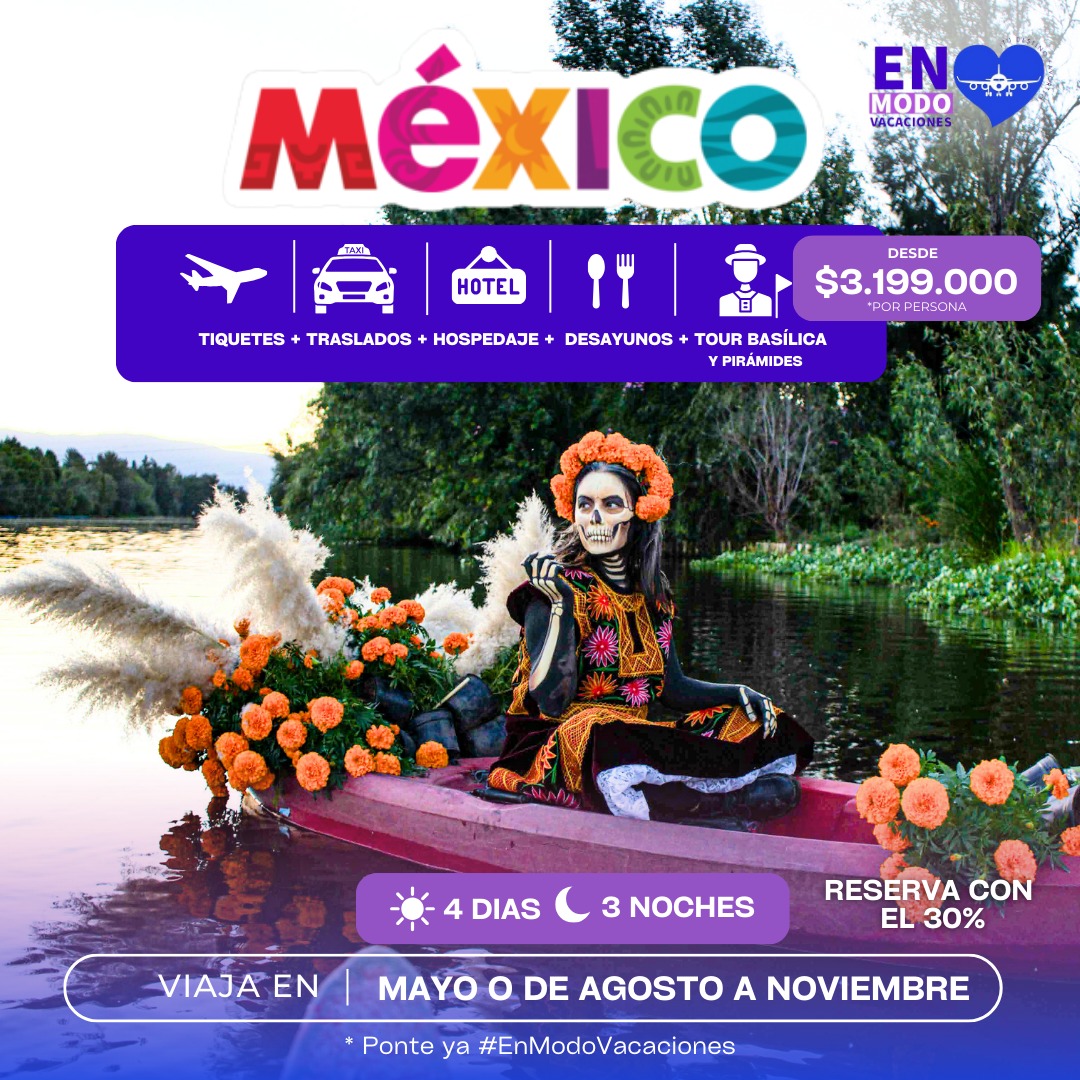 México
EN
MODO
VACACIONES
TAXI
HOTEL
TIQUETES + TRASLADOS + HOSPEDAJE + DESAYUNOS + TOUR BASÍLICA
Y PIRÁMIDES
DESDE
$3.199.000
*POR PERSONA
4 DIAS 3 NOCHES
RESERVA CON
EL 30%
VIAJA EN | MAYO O DE AGOSTO A NOVIEMBRE
* Ponte ya #EnModoVacaciones